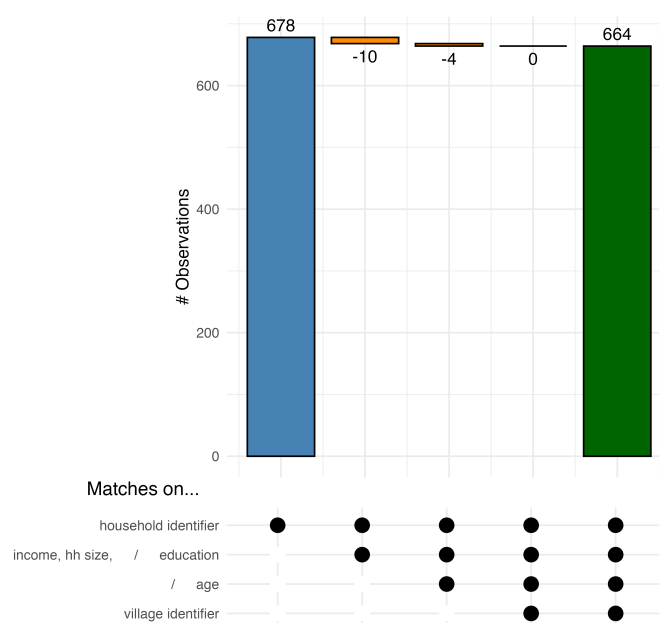 678
-10
-4
0
664
600
400
200
0
# Observations
Matches on...
household identifier
income, hh size, / education
/ age
village identifier